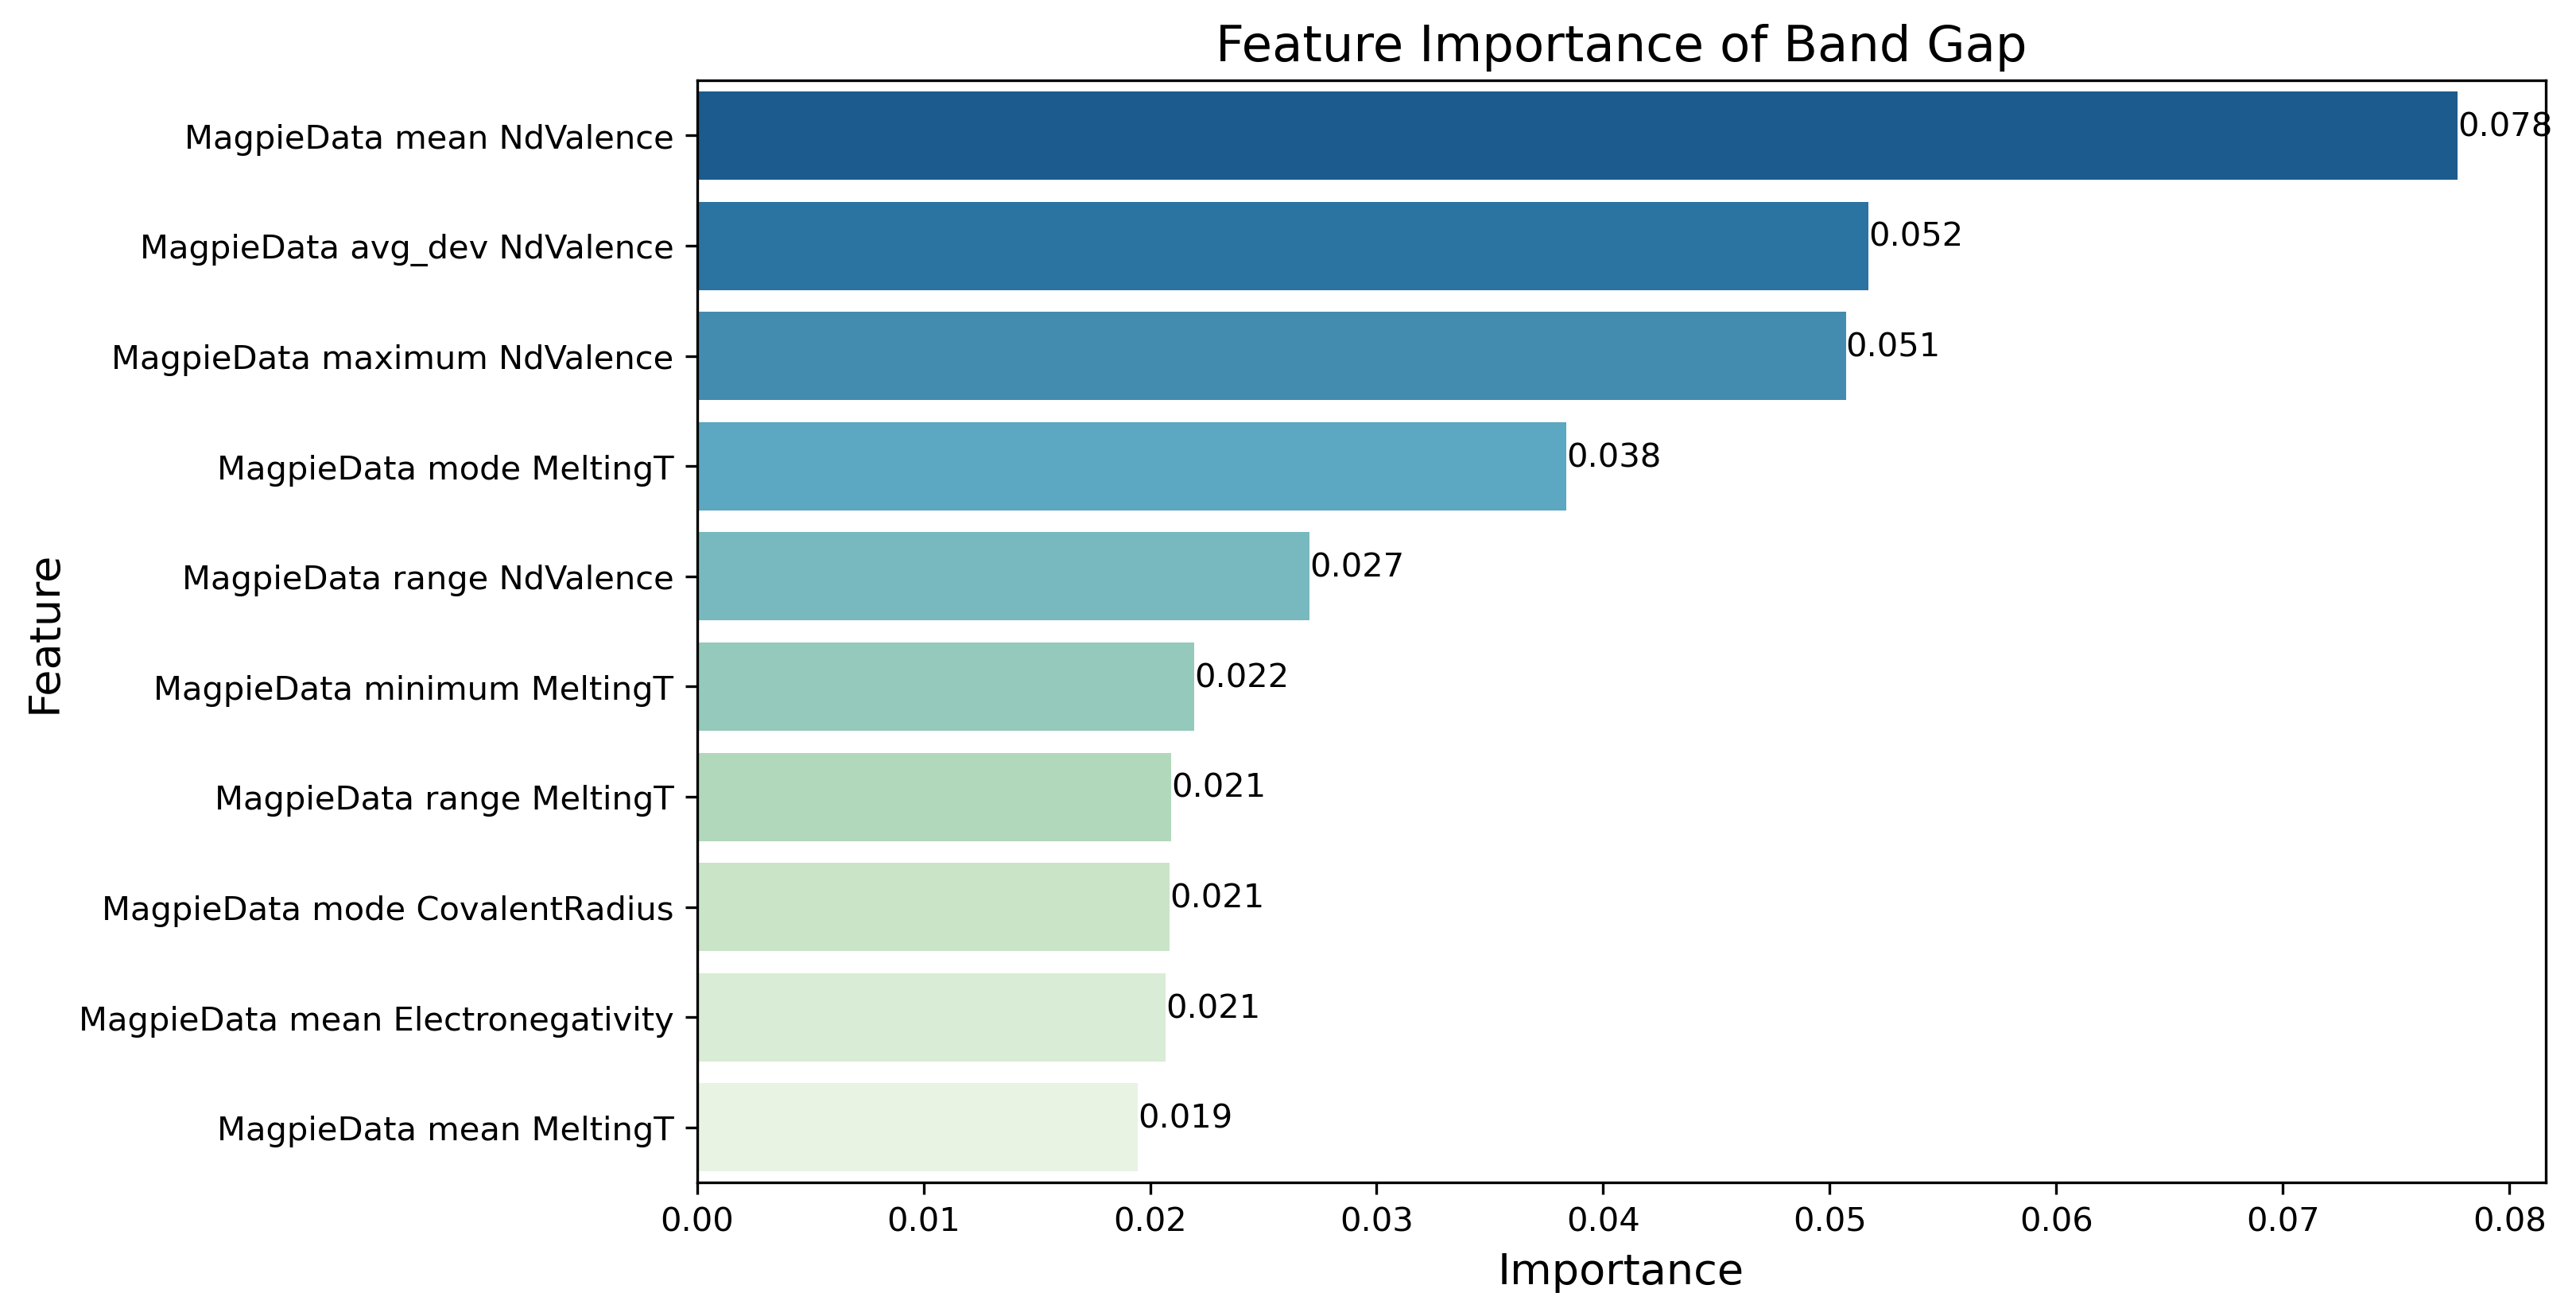 Feature Importance of Band Gap
MagpieData mean NdValence 0.078
MagpieData avg_dev NdValence 0.052
MagpieData maximum NdValence 0.051
MagpieData mode MeltingT 0.038
MagpieData range NdValence 0.027
MagpieData minimum MeltingT 0.022
MagpieData range MeltingT 0.021
MagpieData mode CovalentRadius 0.021
MagpieData mean Electronegativity 0.021
MagpieData mean MeltingT 0.019
Feature
0.00 0.01 0.02 0.03 0.04 0.05 0.06 0.07 0.08
Importance